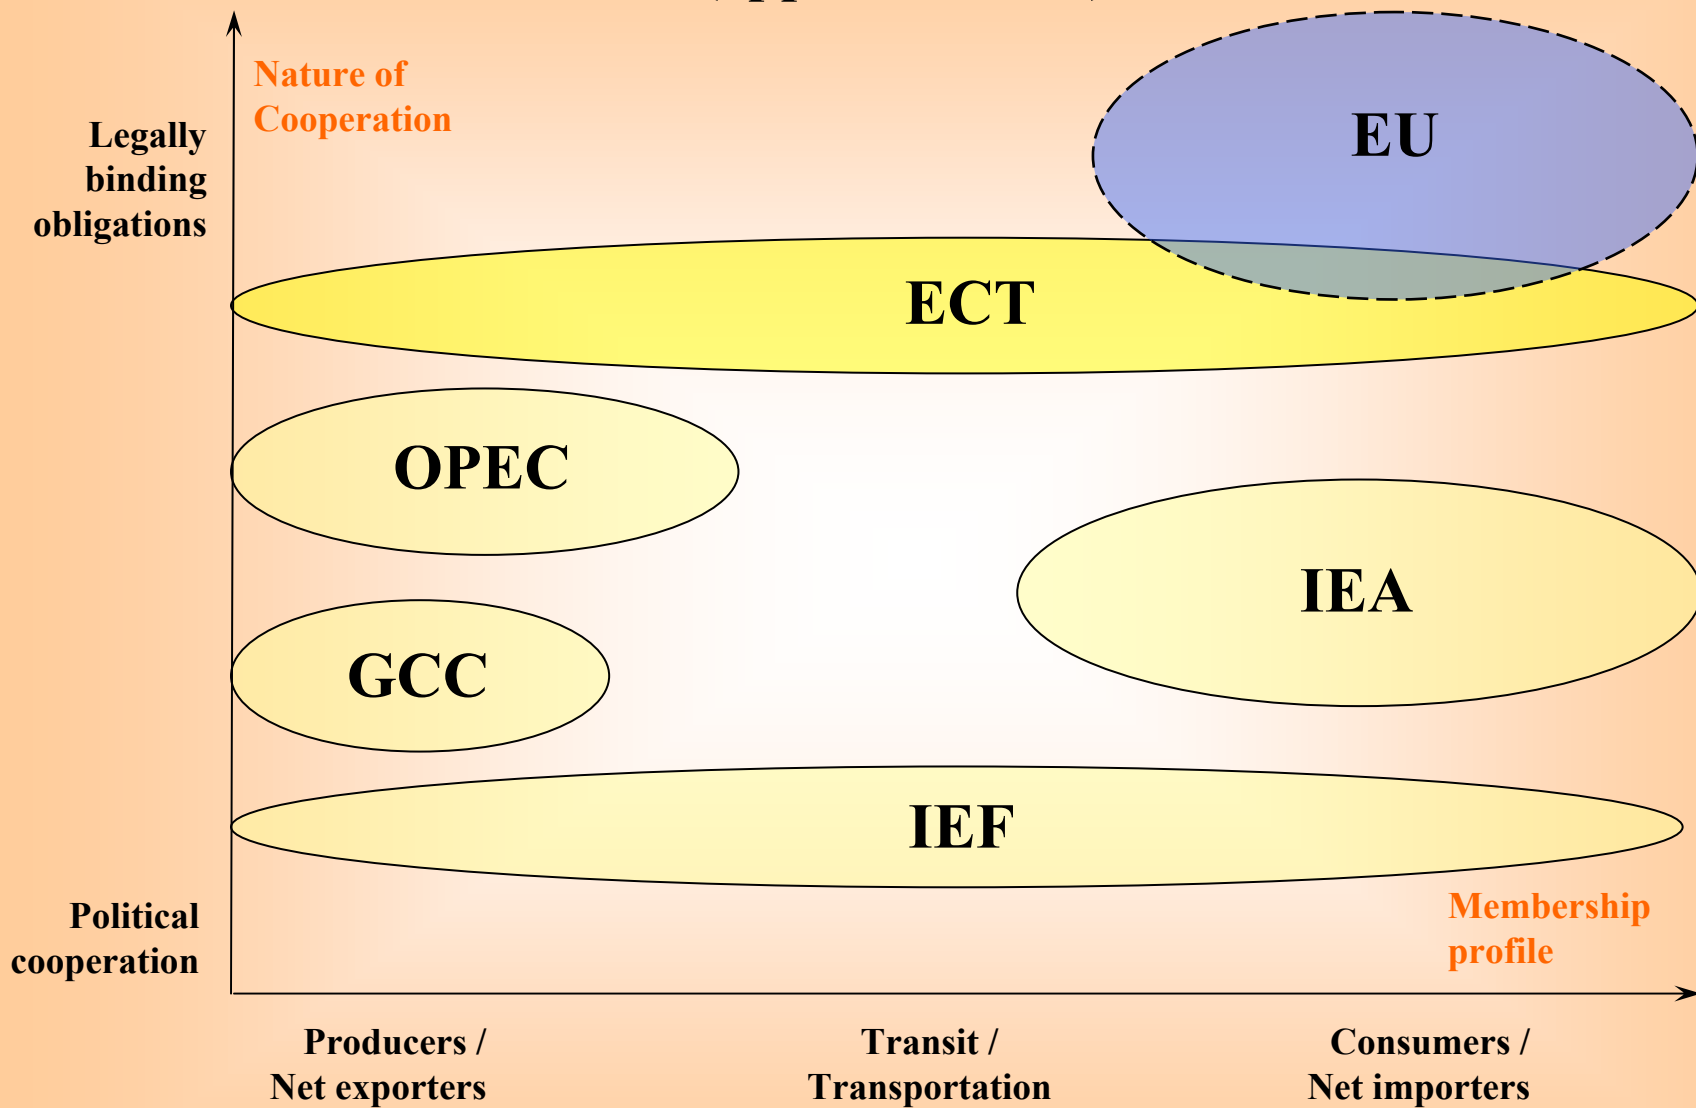 Nature of
Cooperation
Legally
binding
obligations
EU
ECT
OPEC
IEA
GCC
IEF
Political
cooperation
Membership
profile
Producers /
Net exporters
Transit /
Transportation
Consumers /
Net importers